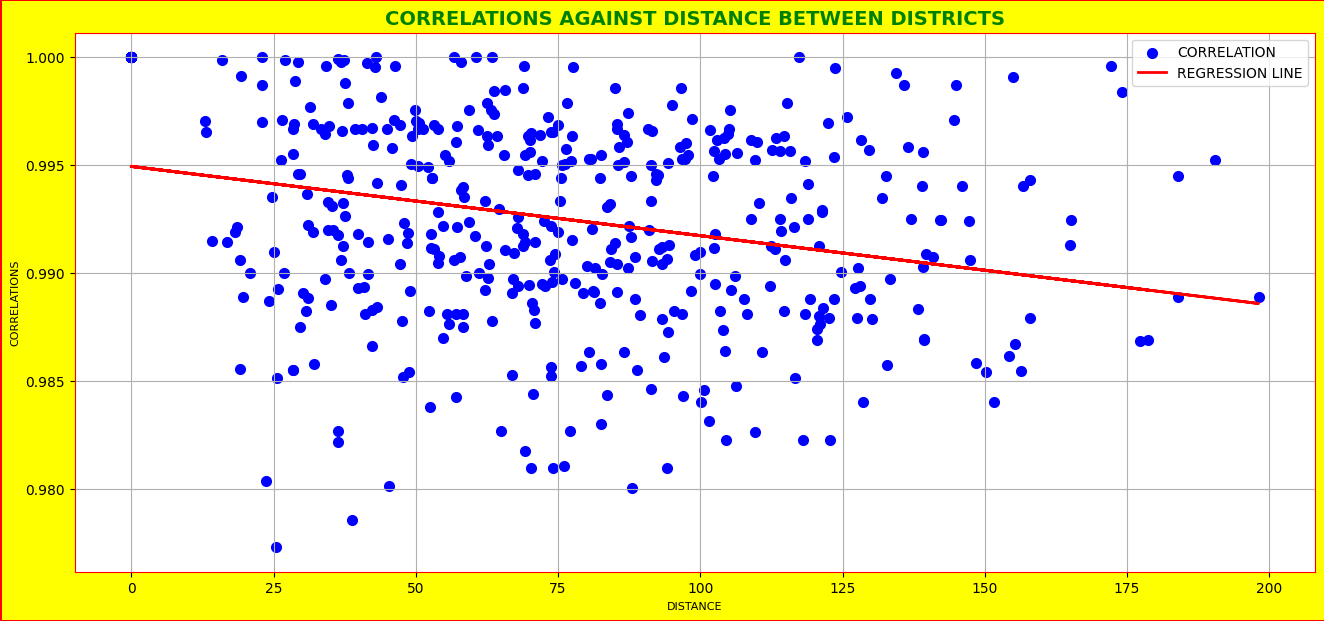 CORRELATIONS AGAINST DISTANCE BETWEEN DISTRICTS
CORRELATION
REGRESSION LINE
1.000
0.995
0.990
0.985
0.980
CORRELATIONS
0 25 50 75 100 125 150 175 200
DISTANCE